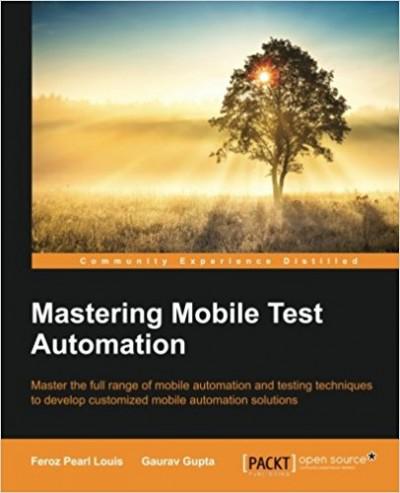 Community Experience Distilled
Mastering Mobile Test
Automation
Master the full range of mobile automation and testing techniques
to develop customized mobile automation solutions
Feroz Pearl Louis Gaurav Gupta
[PACKT] open source*
PUBLISHING